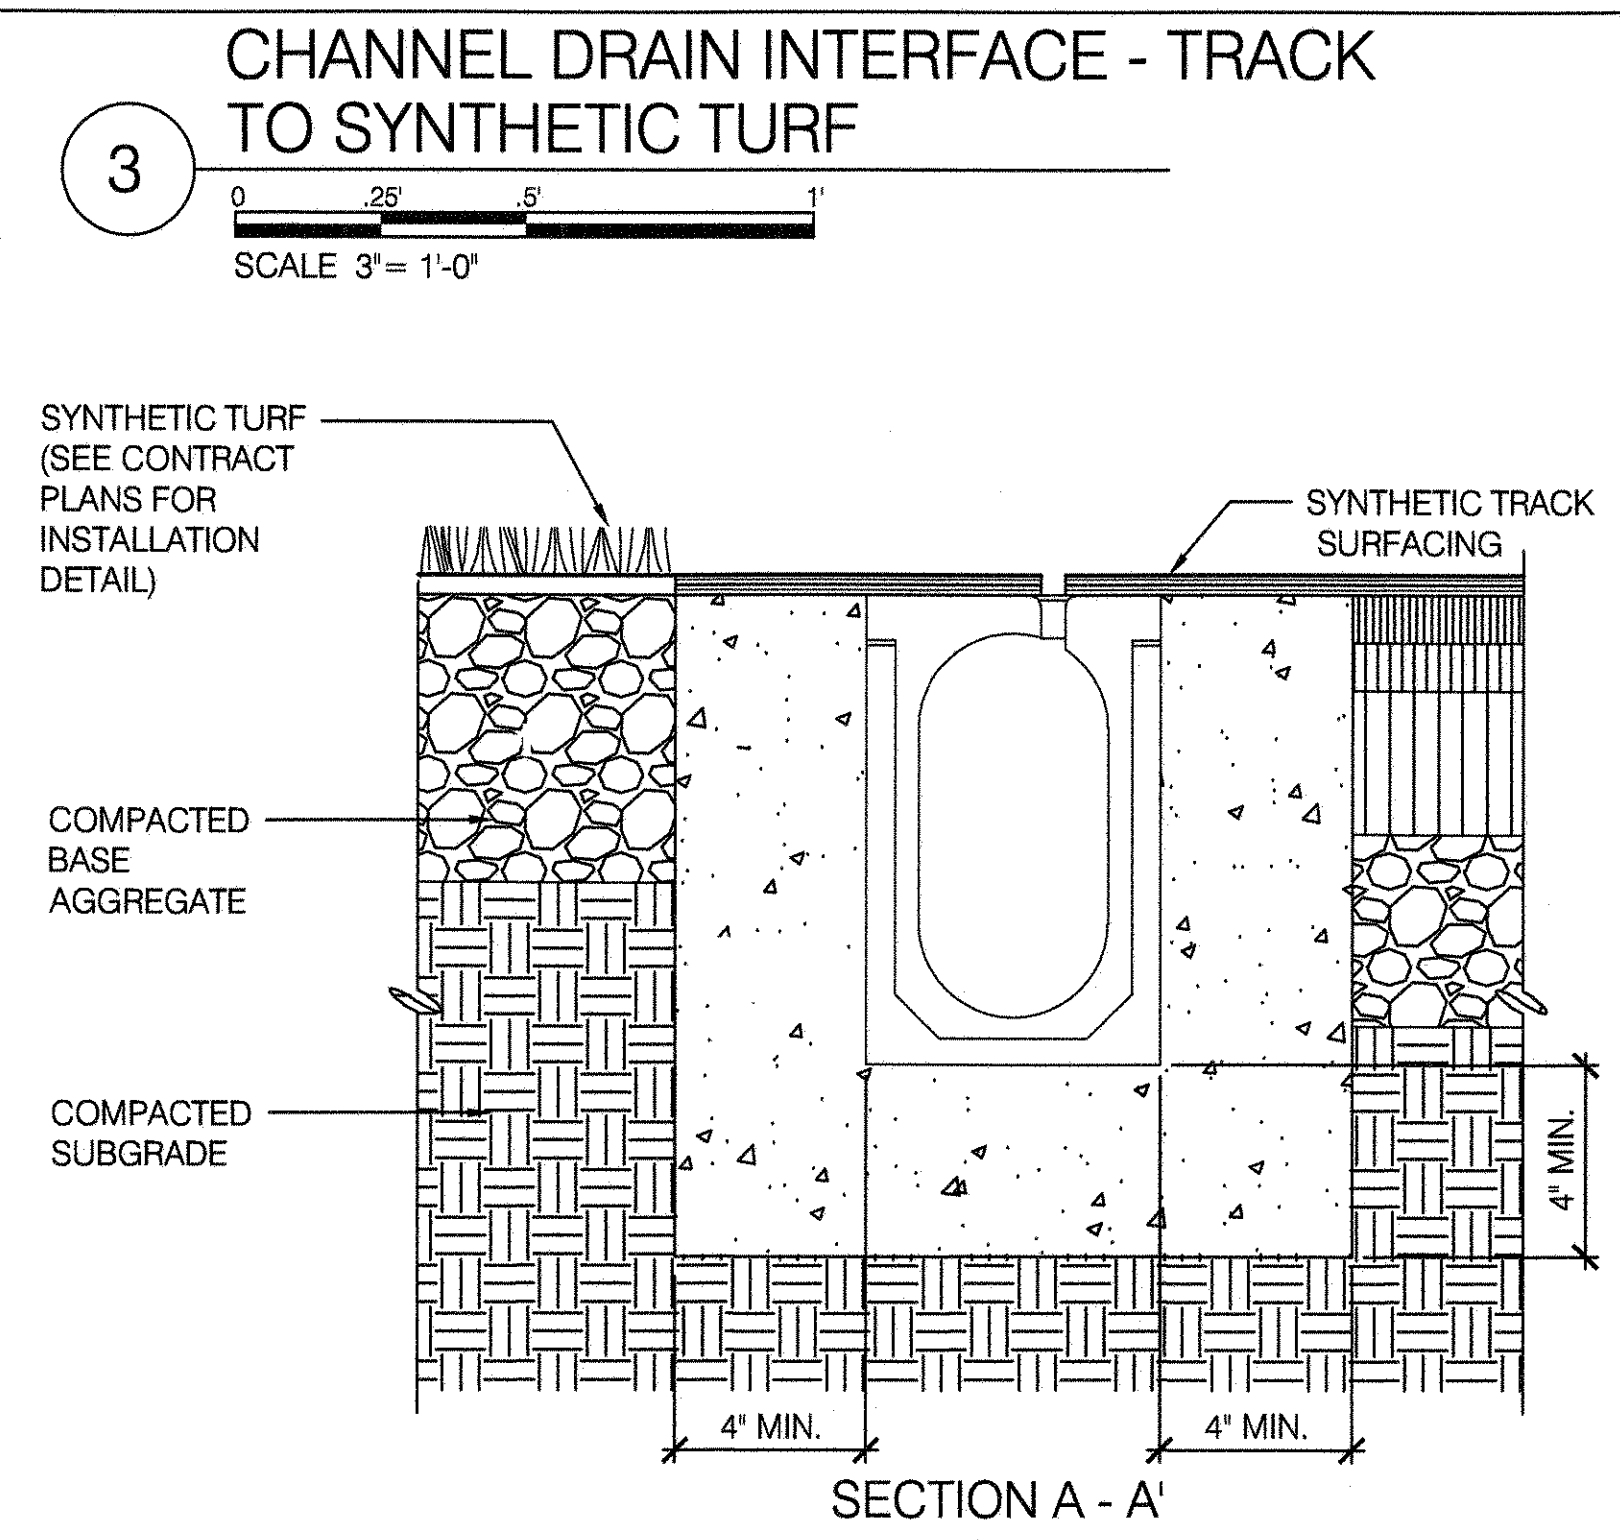 CHANNEL DRAIN INTERFACE - TRACK
TO SYNTHETIC TURF
3
0 .25' .5' 1'
SCALE 3"= 1'-0"
SYNTHETIC TURF
(SEE CONTRACT
PLANS FOR
INSTALLATION
DETAIL)
SYNTHETIC TRACK
SURFACING
COMPACTED
BASE
AGGREGATE
COMPACTED
SUBGRADE
4" MIN.
4" MIN.
4" MIN.
SECTION A - A'